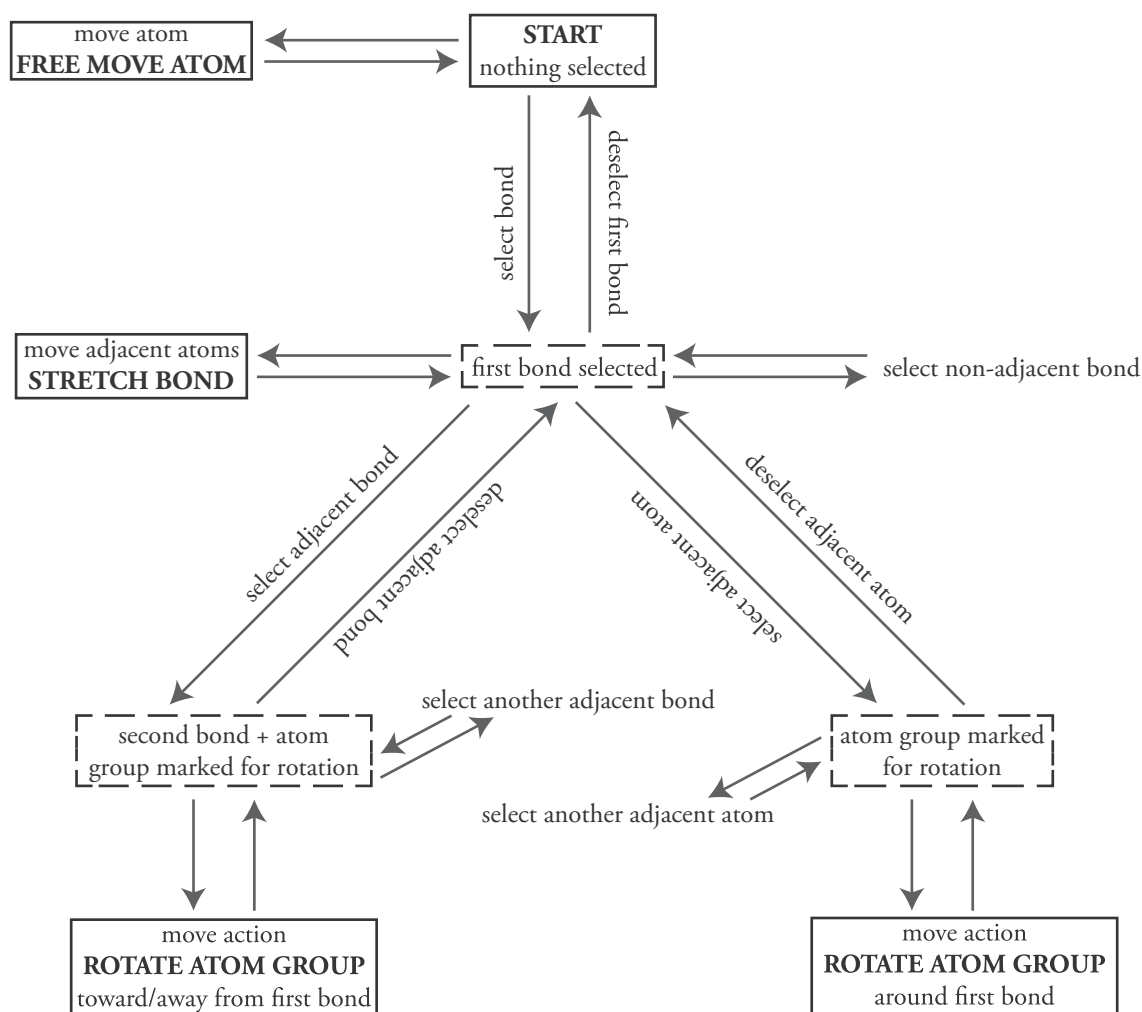 move atom
FREE MOVE ATOM
START
nothing selected
select bond
deselect first bond
move adjacent atoms
STRETCH BOND
first bond selected
select non-adjacent bond
select adjacent bond
deselect adjacent bond
select adjacent atom
deselect adjacent atom
select another adjacent bond
second bond + atom
group marked for rotation
atom group marked
for rotation
select another adjacent atom
move action
ROTATE ATOM GROUP
toward/away from first bond
move action
ROTATE ATOM GROUP
around first bond